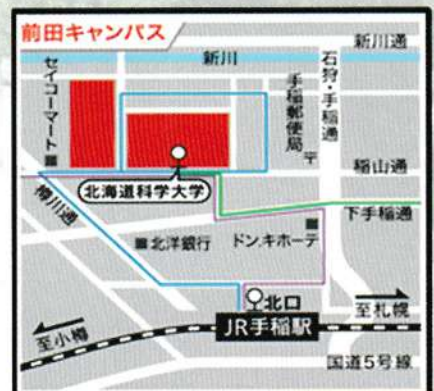 前田キャンパス
新川通
新川
石狩・手稲通
セイコーマート
手稲郵便局
稲山通
北海道科学大学
樽川通
下手稲通
北洋銀行
ドン.キホーテ
北口
至札幌
JR手稲駅
至小樽
国道5号線